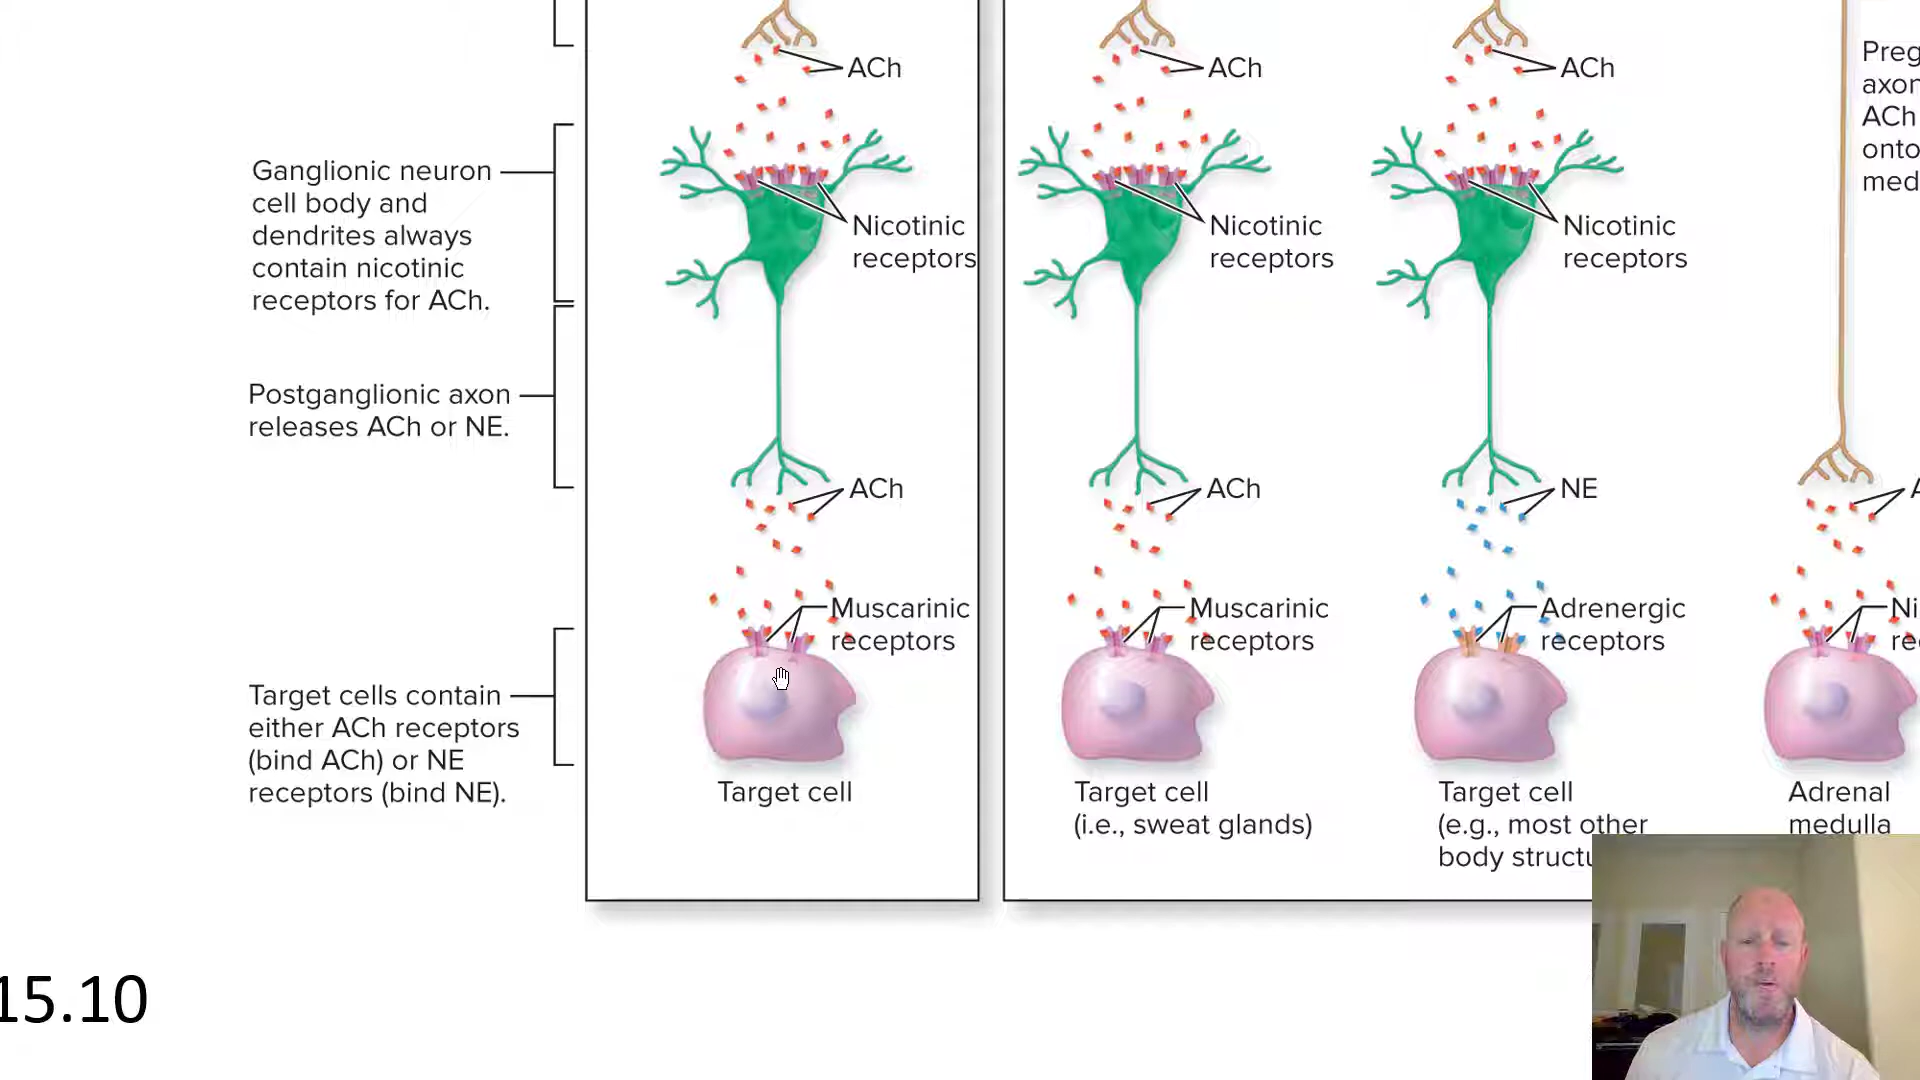 ACh
ACh
ACh
Preg
axon
ACh
onto
med
Ganglionic neuron
cell body and
dendrites always
contain nicotinic
receptors for ACh.
Nicotinic
receptors
Nicotinic
receptors
Nicotinic
receptors
Postganglionic axon
releases ACh or NE.
ACh
ACh
NE
A
Muscarinic
receptors
Muscarinic
receptors
Adrenergic
receptors
Ni
re
Target cells contain
either ACh receptors
(bind ACh) or NE
receptors (bind NE).
Target cell
Target cell
(i.e., sweat glands)
Target cell
(e.g., most other
body structu
Adrenal
medulla
15.10